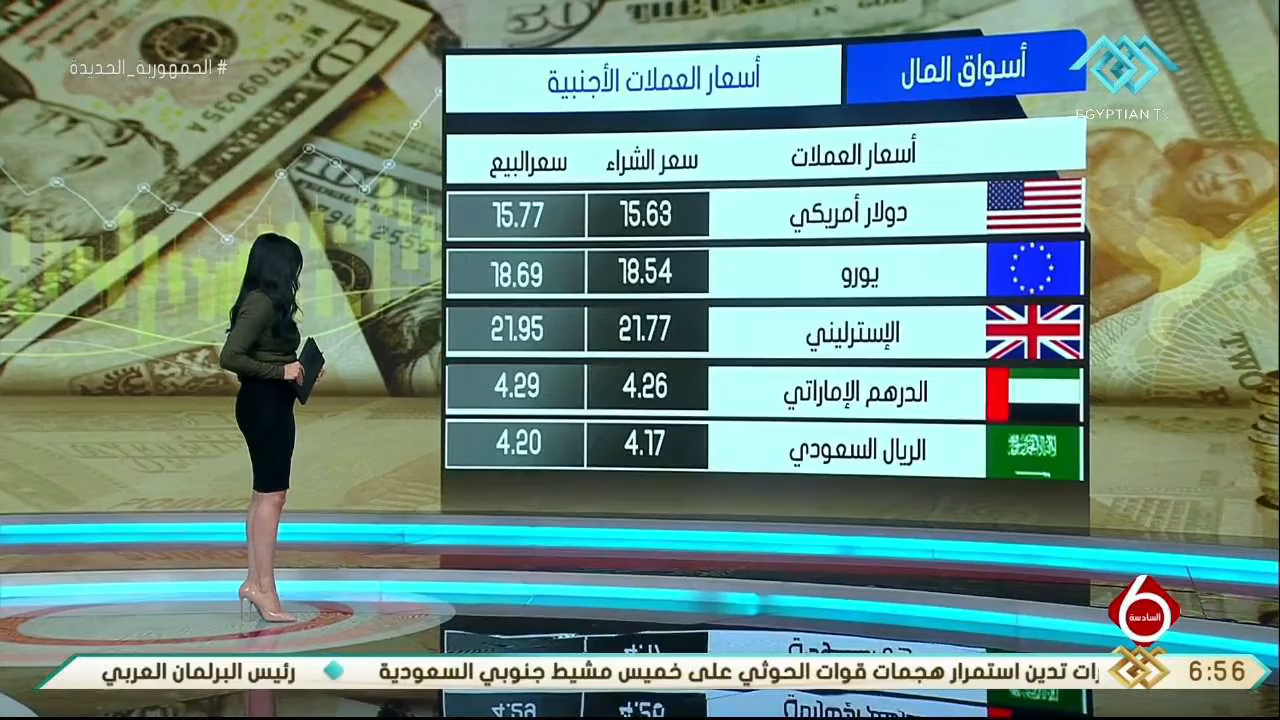 #الجمهورية_الجديدة
أسواق المال
أسعار العملات الأجنبية
EGYPTIAN T
أسعار العملات سعر الشراء سعرالبيع
دولار أمريكي 15.63 15.77
يورو 18.54 18.69
الإسترليني 21.77 21.95
الدرهم الإماراتي 4.26 4.29
الريال السعودي 4.17 4.20
6
السادسة
6:56
تدين استمرار هجمات قوات الحوثي على خميس مشيط جنوبي السعودية
رئيس البرلمان العربي